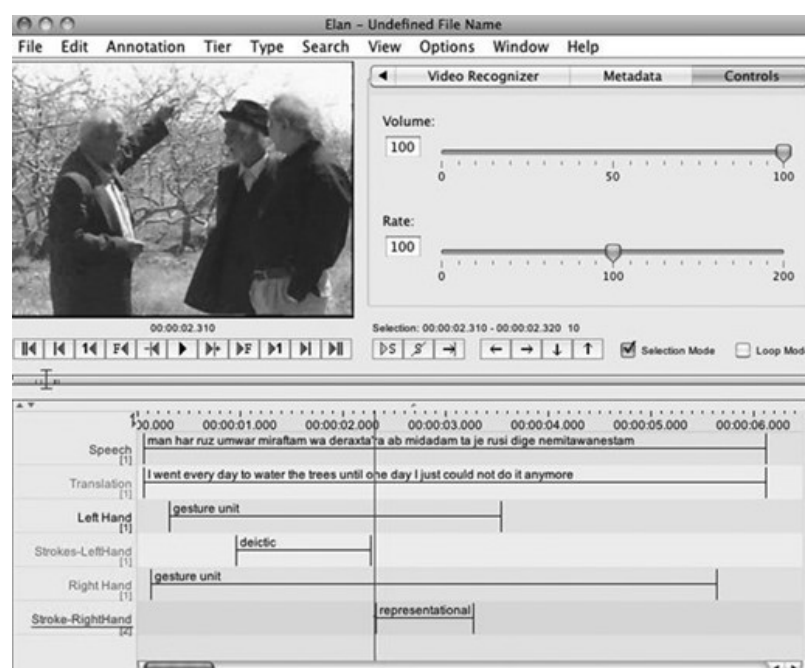 Elan – Undefined File Name
File Edit Annotation Tier Type Search View Options Window Help
Video Recognizer Metadata Controls
Volume:
100
0 50 100
Rate:
100
0 100 200
00:00:02.310
Selection: 00:00:02.310 - 00:00:02.320 10
1 F S S 1 Selection Mode Loop Mod
00.000 00:00:01.000 00:00:02.000 00:00:03.000 00:00:04.000 00:00:05.000 00:00:06.000
Speech man har ruz umwar miraftam wa deraxta'ra ab midadam ta je rusi dige nemitawanestam
[1]
Translation I went every day to water the trees until one day I just could not do it anymore
[1]
Left Hand gesture unit
[1]
Strokes-LeftHand deictic
[1]
Right Hand gesture unit
[1]
Stroke-RightHand representational
[2]